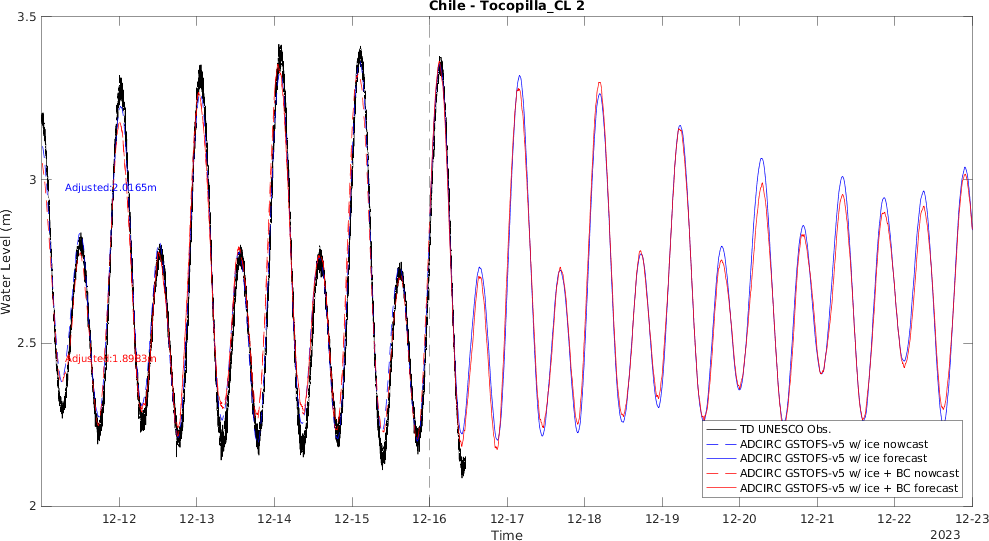 Chile - Tocopilla_CL 2
3.5
3
2.5
2
Water Level (m)
Adjusted:2.0165m
Adjusted:1.8983m
TD UNESCO Obs.
ADCIRC GSTOFS-v5 w/ ice nowcast
ADCIRC GSTOFS-v5 w/ ice forecast
ADCIRC GSTOFS-v5 w/ ice + BC nowcast
ADCIRC GSTOFS-v5 w/ ice + BC forecast
12-12 12-13 12-14 12-15 12-16 12-17 12-18 12-19 12-20 12-21 12-22 12-23
Time 2023